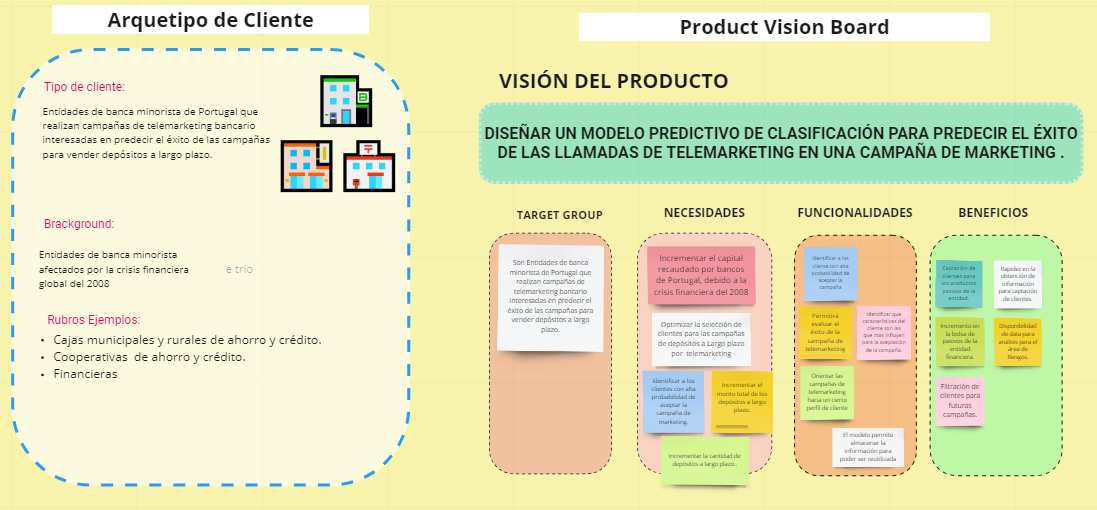 Arquetipo de Cliente
Tipo de cliente:
Entidades de banca minorista de Portugal que
realizan campañas de telemarketing bancario
interesadas en predecir el éxito de las campañas
para vender depósitos a largo plazo.
B
Brackground:
Entidades de banca minorista
afectados por la crisis financiera
global del 2008
e trio
Rubros Ejemplos:
• Cajas municipales y rurales de ahorro y crédito.
• Cooperativas de ahorro y crédito.
• Financieras
Product Vision Board
VISIÓN DEL PRODUCTO
DISEÑAR UN MODELO PREDICTIVO DE CLASIFICACIÓN PARA PREDECIR EL ÉXITO
DE LAS LLAMADAS DE TELEMARKETING EN UNA CAMPAÑA DE MARKETING .
TARGET GROUP
Son Entidades de banca
minorista de Portugal que
realizan campañas de
telemarketing bancario
interesadas en predecir el
éxito de las campañas para
vender depósitos a largo
plazo.
NECESIDADES
Incrementar el capital
recaudado por bancos
de Portugal, debido a la
crisis financiera del 2008
Optimizar la selección de
clientes para las campañas
de depósitos a Largo plazo
por telemarketing
Identificar a los
clientes con alta
probabilidad de
aceptar la
campaña de
marketing.
Incrementar el
monto total de los
depósitos a largo
plazo.
Incrementar la cantidad de
depósitos a largo plazo..
FUNCIONALIDADES
identificar a los
cliente con alta
probabilidad de
aceptar la
campaña
Permitirá
evaluar el
éxito de la
campaña de
telemarketing
identificar que
características del
cliente son las
que mas influyen
para la aceptación
de la campaña.
Orientar las
campañas de
telemarketing
hacia un cierto
perfil de cliente
El modelo permite
almacenar la
información para
poder ser reutilizada
BENEFICIOS
Captación de
clientes para
los productos
pasivos de la
entidad.
Rapidez en la
obtención de
información
para captación
de clientes.
Incremento en
la bolsa de
pasivos de la
entidad
financiera.
Disponibilidad
de data para
análisis para el
área de
Riesgos.
Filtración de
clientes para
futuras
campañas.